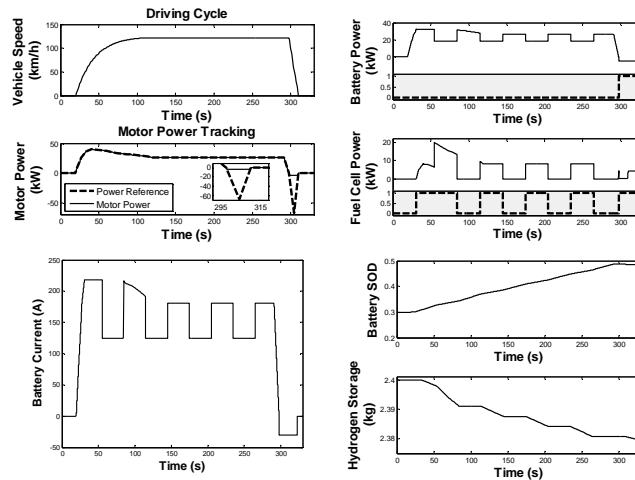 Driving Cycle
Vehicle Speed
(km/h)
150
100
50
0
0 50 100 150 200 250 300
Time (s)
Motor Power Tracking
Motor Power
(kW)
50
0
-50
Power Reference
Motor Power
0
-20
-40
-60
295 315
0 50 100 150 200 250 300
Time (s)
Battery Current (A)
250
200
150
100
50
0
-50
0 50 100 150 200 250 300
Time (s)
Battery Power
(kW)
40
20
0
1
0.5
0
0 50 100 150 200 250 300
Time (s)
Fuel Cell Power
(kW)
20
10
0
1
0.5
0
0 50 100 150 200 250 300
Time (s)
Battery SOD
0.5
0.4
0.3
0.2
0 50 100 150 200 250 300
Time (s)
Hydrogen Storage
(kg)
2.4
2.39
2.38
0 50 100 150 200 250 300
Time (s)